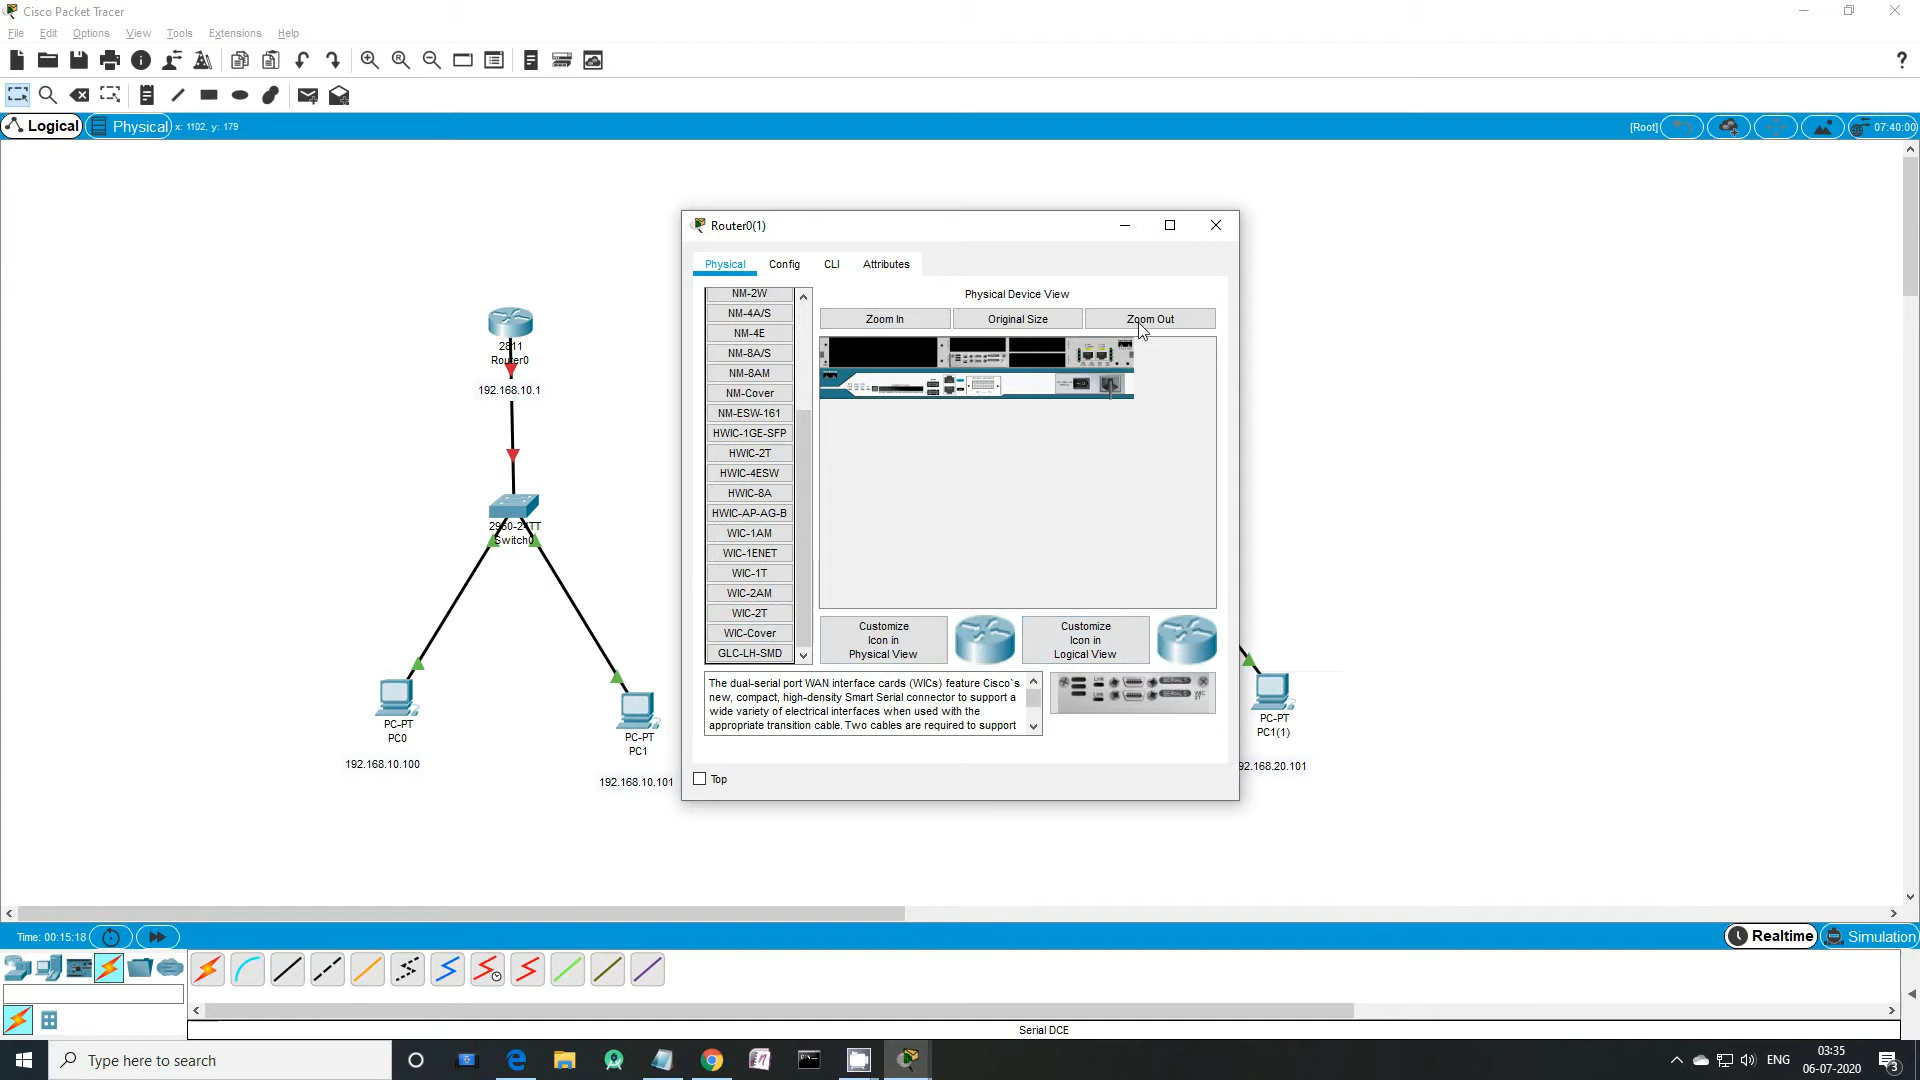 Cisco Packet Tracer
File Edit Options View Tools Extensions Help
Logical
Physical
x: 1102, y: 179
[Root]
07:40:00
2811
Router0
192.168.10.1
Switch0
PC-PT
PC0
192.168.10.100
PC-PT
PC1
192.168.10.101
Router0(1)
Physical Config CLI Attributes
NM-2W
NM-4A/S
NM-4E
NM-8A/S
NM-8AM
NM-Cover
NM-ESW-161
HWIC-1GE-SFP
HWIC-2T
HWIC-4ESW
HWIC-8A
HWIC-AP-AG-B
WIC-1AM
WIC-1ENET
WIC-1T
WIC-2AM
WIC-2T
WIC-Cover
GLC-LH-SMD
Physical Device View
Zoom In
Original Size
Zoom Out
Customize
Icon in
Physical View
Customize
Icon in
Logical View
The dual-serial port WAN interface cards (WICs) feature Cisco`s
new, compact, high-density Smart Serial connector to support a
wide variety of electrical interfaces when used with the
appropriate transition cable. Two cables are required to support
Top
PC-PT
PC1(1)
92.168.20.101
Time: 00:15:18
Realtime
Simulation
Serial DCE
Type here to search
ENG
03:35
06-07-2020
3